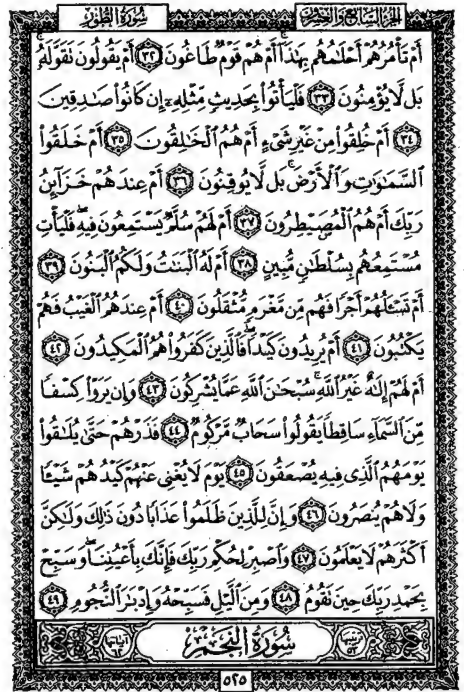 الجزء السابع والعشرون
سورة الطور
أَمْ تَأْمُرُهُمْ أَحْلَٰمُهُم بِهَٰذَآ أَمْ هُمْ قَوْمٌ طَاغُونَ ٣٢ أَمْ يَقُولُونَ تَقَوَّلَهُۥ
بَل لَّا يُؤْمِنُونَ ٣٣ فَلْيَأْتُوا۟ بِحَدِيثٍ مِّثْلِهِۦٓ إِن كَانُوا۟ صَٰدِقِينَ
٣٤ أَمْ خُلِقُوا۟ مِنْ غَيْرِ شَىْءٍ أَمْ هُمُ ٱلْخَٰلِقُونَ ٣٥ أَمْ خَلَقُوا۟
ٱلسَّمَٰوَٰتِ وَٱلْأَرْضَ بَل لَّا يُوقِنُونَ ٣٦ أَمْ عِندَهُمْ خَزَآئِنُ
رَبِّكَ أَمْ هُمُ ٱلْمُصَۣيْطِرُونَ ٣٧ أَمْ لَهُمْ سُلَّمٌ يَسْتَمِعُونَ فِيهِ فَلْيَأْتِ
مُسْتَمِعُهُم بِسُلْطَٰنٍ مُّبِينٍ ٣٨ أَمْ لَهُ ٱلْبَنَٰتُ وَلَكُمُ ٱلْبَنُونَ ٣٩
أَمْ تَسْـَٔلُهُمْ أَجْرًا فَهُم مِّن مَّغْرَمٍ مُّثْقَلُونَ ٤٠ أَمْ عِندَهُمُ ٱلْغَيْبُ فَهُمْ
يَكْتُبُونَ ٤١ أَمْ يُرِيدُونَ كَيْدًا فَٱلَّذِينَ كَفَرُوا۟ هُمُ ٱلْمَكِيدُونَ ٤٢
أَمْ لَهُمْ إِلَٰهٌ غَيْرُ ٱللَّهِ سُبْحَٰنَ ٱللَّهِ عَمَّا يُشْرِكُونَ ٤٣ وَإِن يَرَوْا۟ كِسْفًا
مِّنَ ٱلسَّمَآءِ سَاقِطًا يَقُولُوا۟ سَحَابٌ مَّرْكُومٌ ٤٤ فَذَرْهُمْ حَتَّىٰ يُلَٰقُوا۟
يَوْمَهُمُ ٱلَّذِى فِيهِ يُصْعَقُونَ ٤٥ يَوْمَ لَا يُغْنِى عَنْهُمْ كَيْدُهُمْ شَيْـًٔا
وَلَا هُمْ يُنصَرُونَ ٤٦ وَإِنَّ لِلَّذِينَ ظَلَمُوا۟ عَذَابًا دُونَ ذَٰلِكَ وَلَٰكِنَّ
أَكْثَرَهُمْ لَا يَعْلَمُونَ ٤٧ وَٱصْبِرْ لِحُكْمِ رَبِّكَ فَإِنَّكَ بِأَعْيُنِنَا وَسَبِّحْ
بِحَمْدِ رَبِّكَ حِينَ تَقُومُ ٤٨ وَمِنَ ٱلَّيْلِ فَسَبِّحْهُ وَإِدْبَٰرَ ٱلنُّجُومِ ٤٩
سورة النجم
٥٢٥